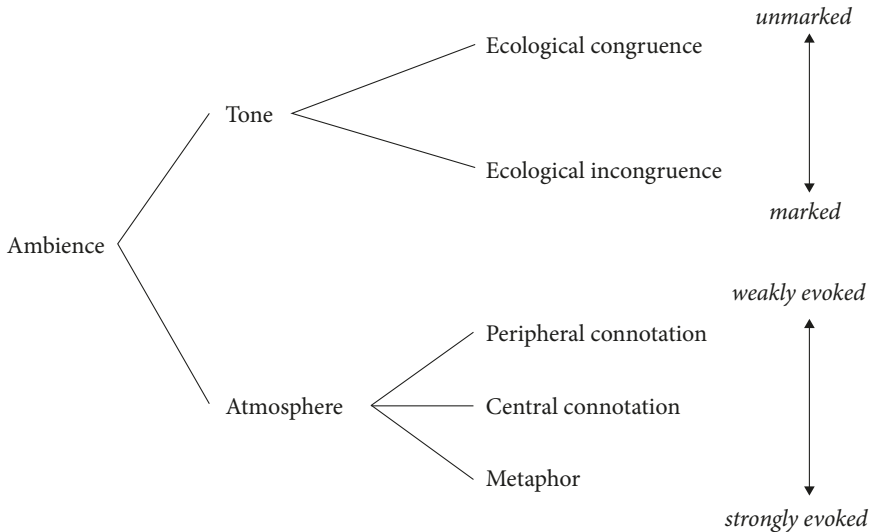 unmarked
Ecological congruence
Tone
Ecological incongruence
marked
Ambience
weakly evoked
Peripheral connotation
Atmosphere
Central connotation
Metaphor
strongly evoked